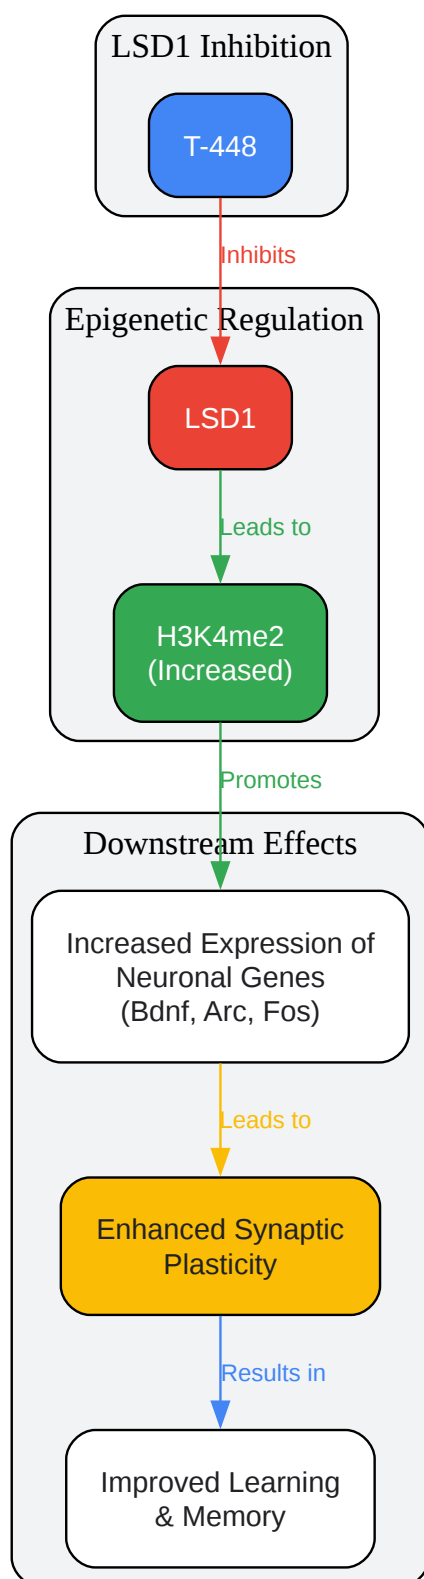 LSD1 Inhibition
T-448
Inhibits
Epigenetic Regulation
LSD1
Leads to
H3K4me2
(Increased)
Promotes
Downstream Effects
Increased Expression of
Neuronal Genes
(Bdnf, Arc, Fos)
Leads to
Enhanced Synaptic
Plasticity
Results in
Improved Learning
& Memory